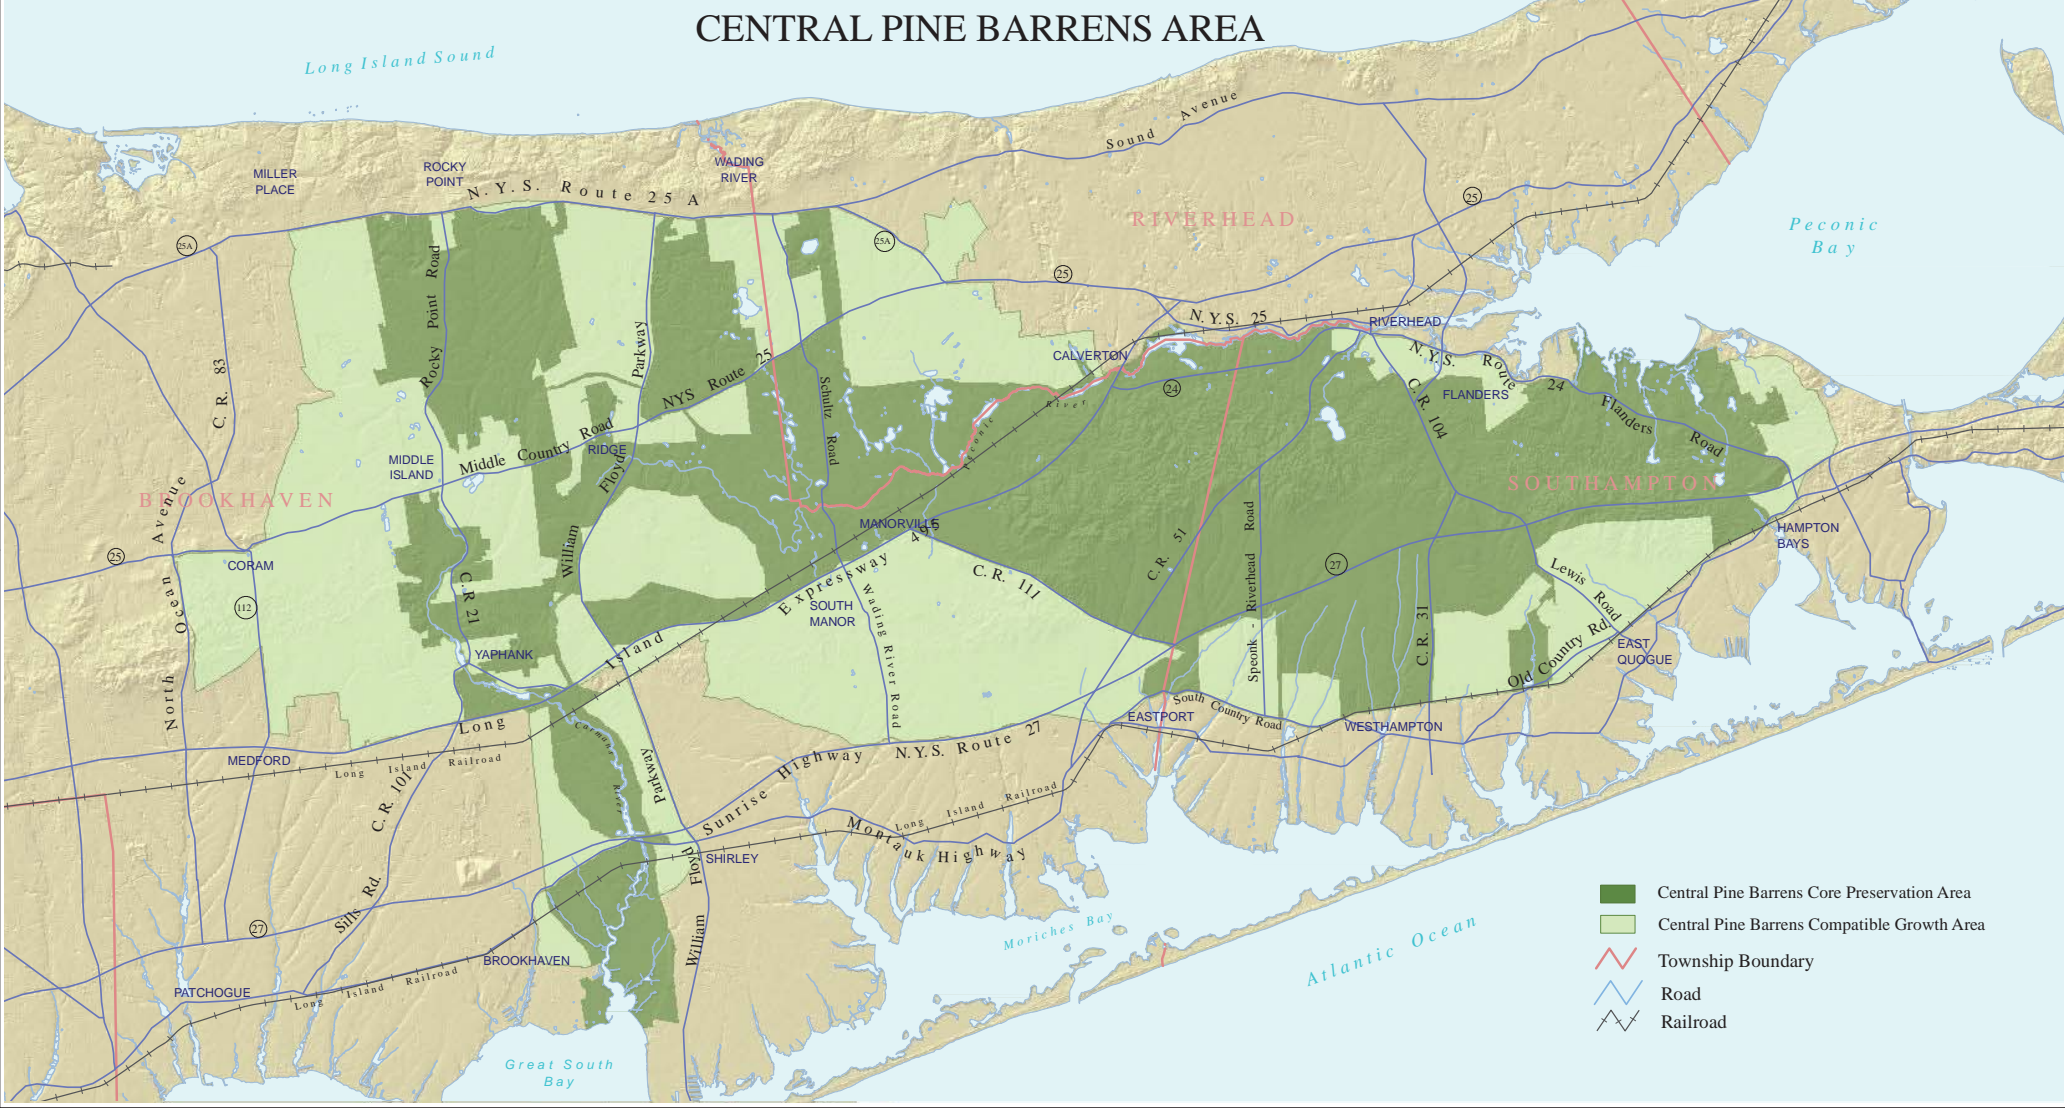 CENTRAL PINE BARRENS AREA
Long Island Sound
Sound Avenue
MILLER
PLACE
ROCKY
POINT
WADING
RIVER
N.Y.S. Route 25 A
25
RIVERHEAD
Peconic
Bay
25A
25A
25
Rocky Point Road
C.R. 83
Parkway
NYS Route 25
Schultz Road
N.Y.S. 25
RIVERHEAD
CALVERTON
24
Peconic River
N.Y.S. Route 24
FLANDERS
Flanders Road
C.R. 104
MIDDLE
ISLAND
Middle Country Road
RIDGE
BROOKHAVEN
SOUTHAMPTON
North Ocean Avenue
William Floyd
MANORVILLE
HAMPTON
BAYS
25
CORAM
112
C.R 21
Long Island Expressway 495
SOUTH
MANOR
Wading River Road
C.R. 111
C.R. 51
Speonk - Riverhead Road
27
C.R. 31
Lewis Road
Old Country Rd.
EAST
QUOGUE
YAPHANK
MEDFORD
Long Island Railroad
C.R. 101
Sills Rd.
Carmans River
Parkway
Sunrise Highway N.Y.S. Route 27
EASTPORT
South Country Road
WESTHAMPTON
Long Island Railroad
Montauk Highway
SHIRLEY
William Floyd
27
BROOKHAVEN
PATCHOGUE
Long Island Railroad
Moriches Bay
Atlantic Ocean
Great South
Bay
Central Pine Barrens Core Preservation Area
Central Pine Barrens Compatible Growth Area
Township Boundary
Road
Railroad